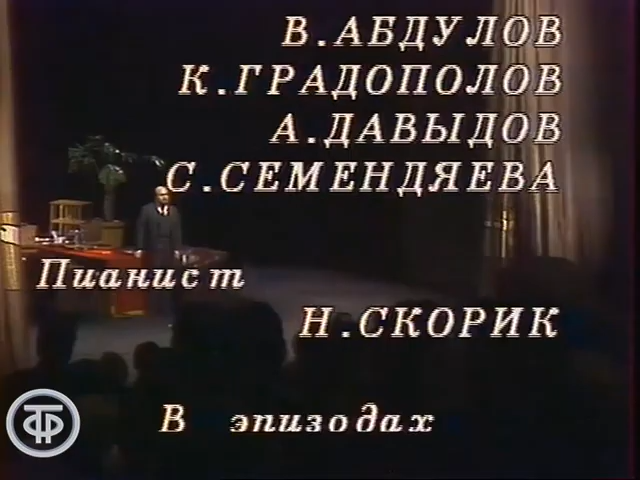 В.АБДУЛОВ
К.ГРАДОПОЛОВ
А.ДАВЫДОВ
С.СЕМЕНДЯЕВА
Пианист
Н.СКОРИК
В эпизодах